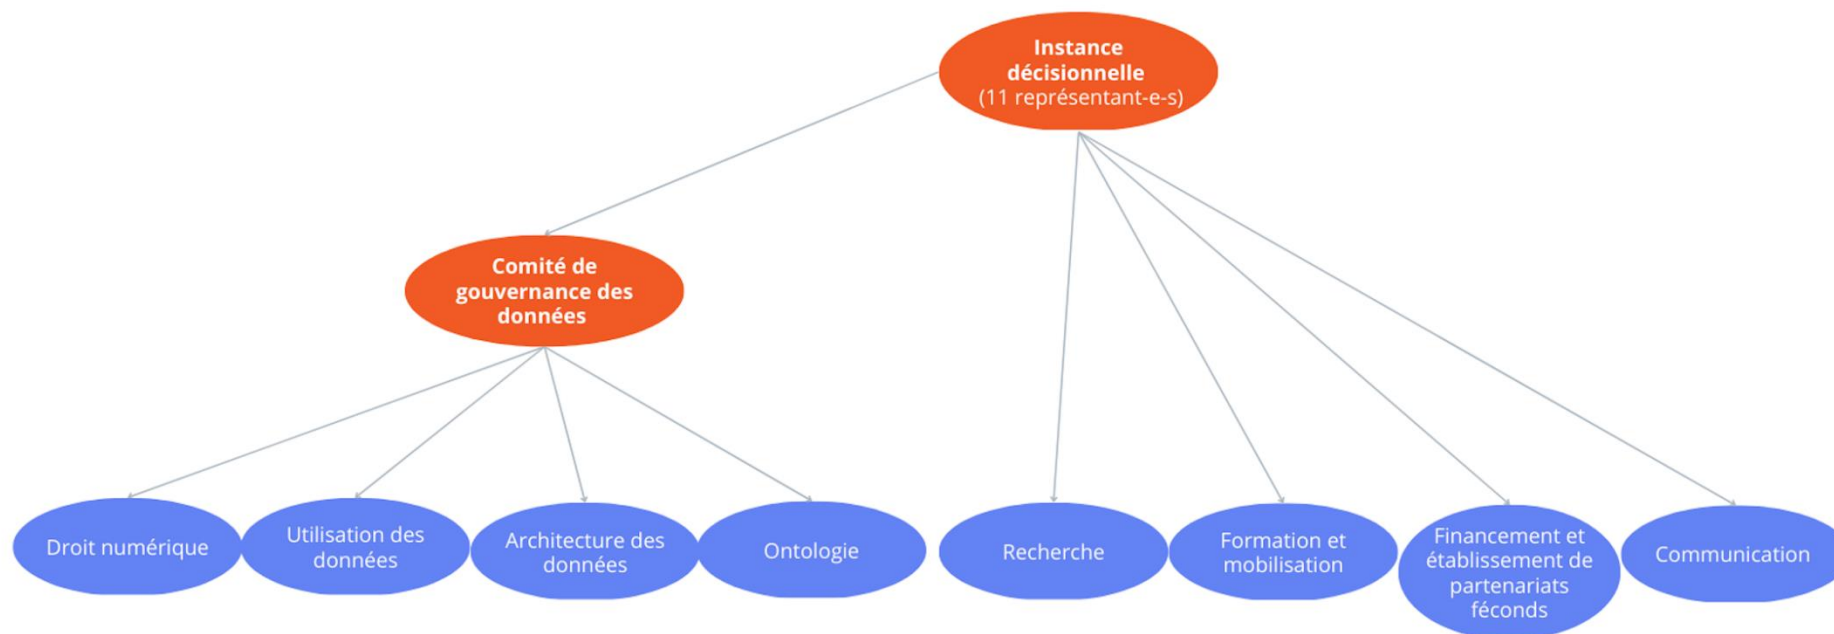 Instance
décisionnelle
(11 représentant-e-s)
Comité de
gouvernance des
données
Droit numérique
Utilisation des
données
Architecture des
données
Ontologie
Recherche
Formation et
mobilisation
Financement et
établissement de
partenariats
féconds
Communication